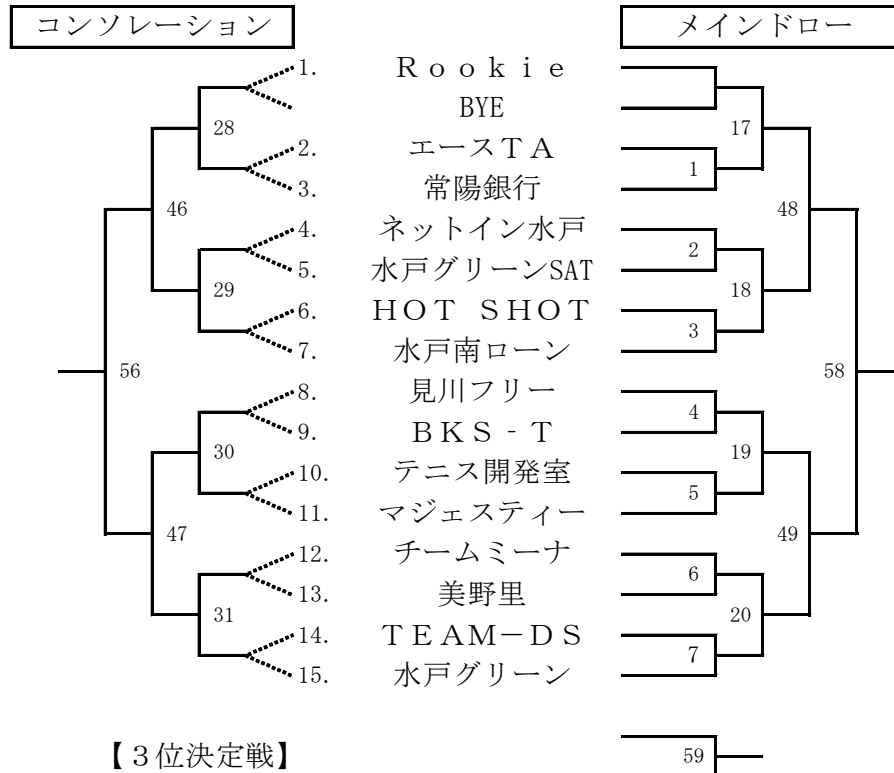 コンソレーション メインドロー
1. Ｒｏｏｋｉｅ
BYE
28 17
2. エースＴＡ
1
3. 常陽銀行
46 48
4. ネットイン水戸
2
5. 水戸グリーンSAT
29 18
6. ＨＯＴ ＳＨＯＴ
3
7. 水戸南ローン
56 58
8. 見川フリー
4
9. ＢＫＳ‐Ｔ
30 19
10. テニス開発室
5
11. マジェスティー
47 49
12. チームミーナ
6
13. 美野里
31 20
14. ＴＥＡＭ－ＤＳ
7
15. 水戸グリーン
【３位決定戦】 59